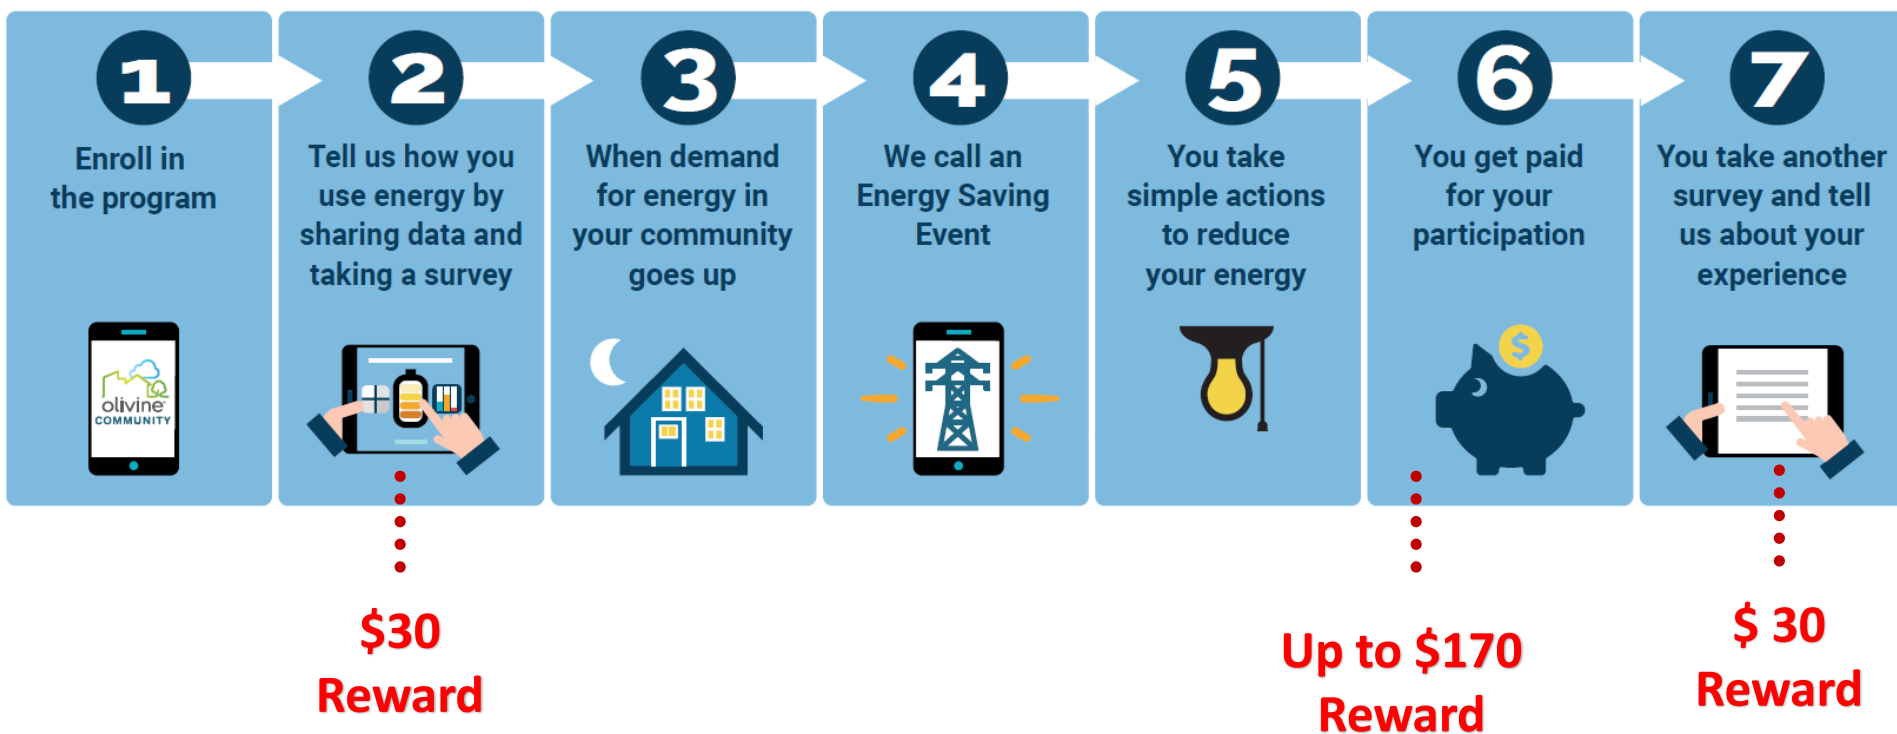 1
Enroll in
the program
olivine
COMMUNITY
2
Tell us how you
use energy by
sharing data and
taking a survey
3
When demand
for energy in
your community
goes up
4
We call an
Energy Saving
Event
5
You take
simple actions
to reduce
your energy
6
You get paid
for your
participation
$
7
You take another
survey and tell
us about your
experience
$30
Reward
Up to $170
Reward
$ 30
Reward